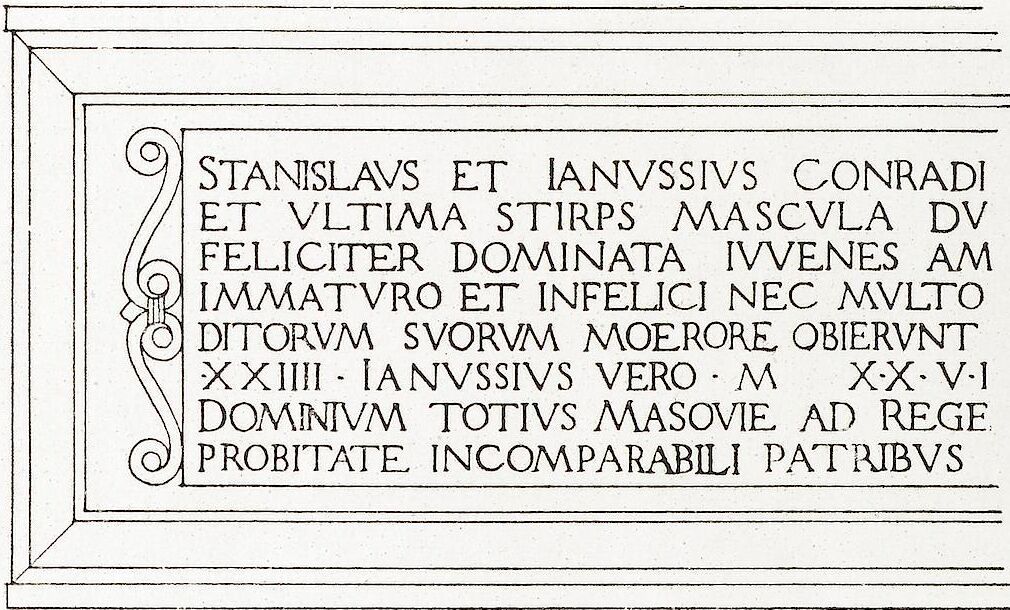 STANISLAVS ET IANVSSIVS CONRADI
ET VLTIMA STIRPS MASCVLA DV
FELICITER DOMINATA IVVENES AM
IMMATVRO ET INFELICI NEC MVLTO
DITORVM SVORVM MOERORE OBIERVNT
·XXIIII · IANVSSIVS VERO · M X·X·V·I
DOMINIVM TOTIVS MASOVIE AD REGE
PROBITATE INCOMPARABILI PATRIBVS